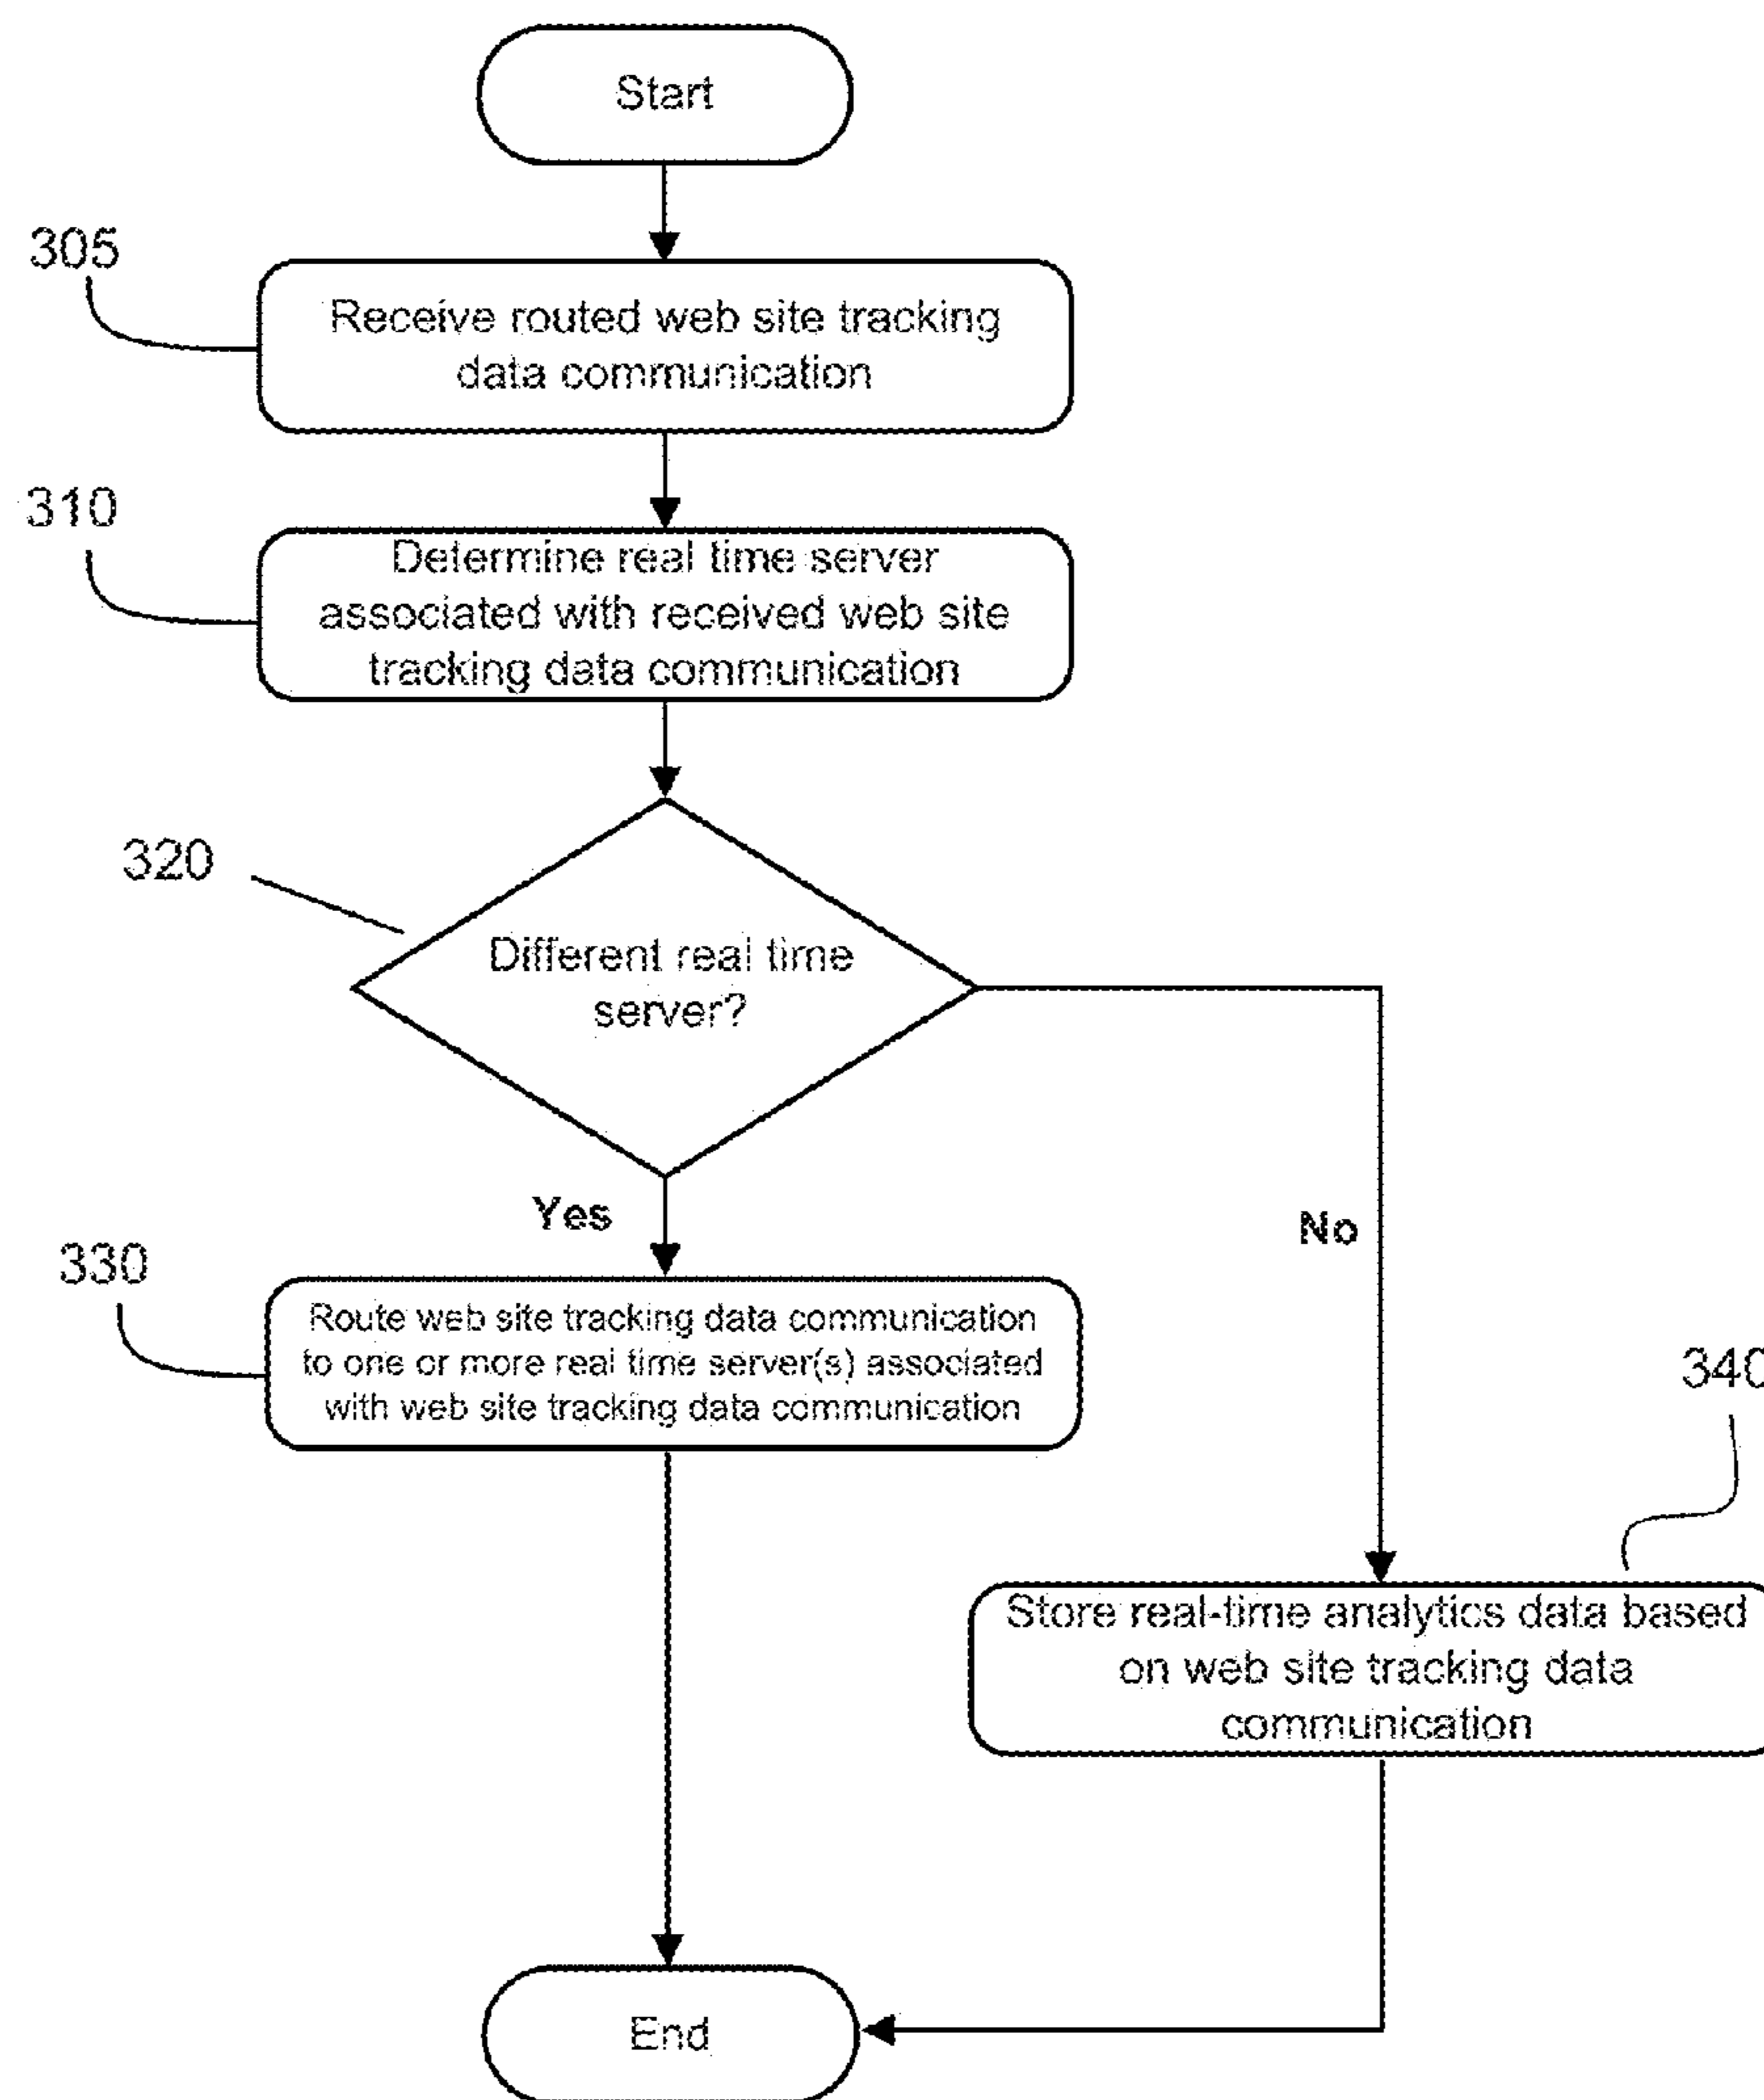 Start
305
Receive routed web site tracking
data communication
310
Determine real time server
associated with received web site
tracking data communication
320
Different real time
server?
Yes
No
330
Route web site tracking data communication
to one or more real time server(s) associated
with web site tracking data communication
340
Store real-time analytics data based
on web site tracking data
communication
End